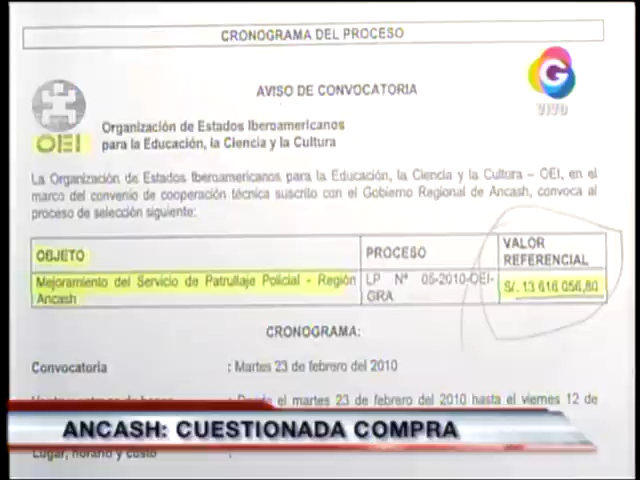 CRONOGRAMA DEL PROCESO
AVISO DE CONVOCATORIA
G
VIVO
OEI
Organización de Estados Iberoamericanos
para la Educación, la Ciencia y la Cultura
La Organización de Estados Iberoamericanos para la Educación, la Ciencia y la Cultura – OEI, en el
marco del convenio de cooperación técnica suscrito con el Gobierno Regional de Ancash, convoca al
proceso de selección siguiente:
OBJETO
PROCESO
VALOR
REFERENCIAL
Mejoramiento del Servicio de Patrullaje Policial - Región
Ancash
LP Nº 05-2010-OEI-
GRA
S/. 13 616 056,80
CRONOGRAMA:
Convocatoria : Martes 23 de febrero del 2010
: Desde el martes 23 de febrero del 2010 hasta el viernes 12 de
ANCASH: CUESTIONADA COMPRA
Lugar, horario y costo :